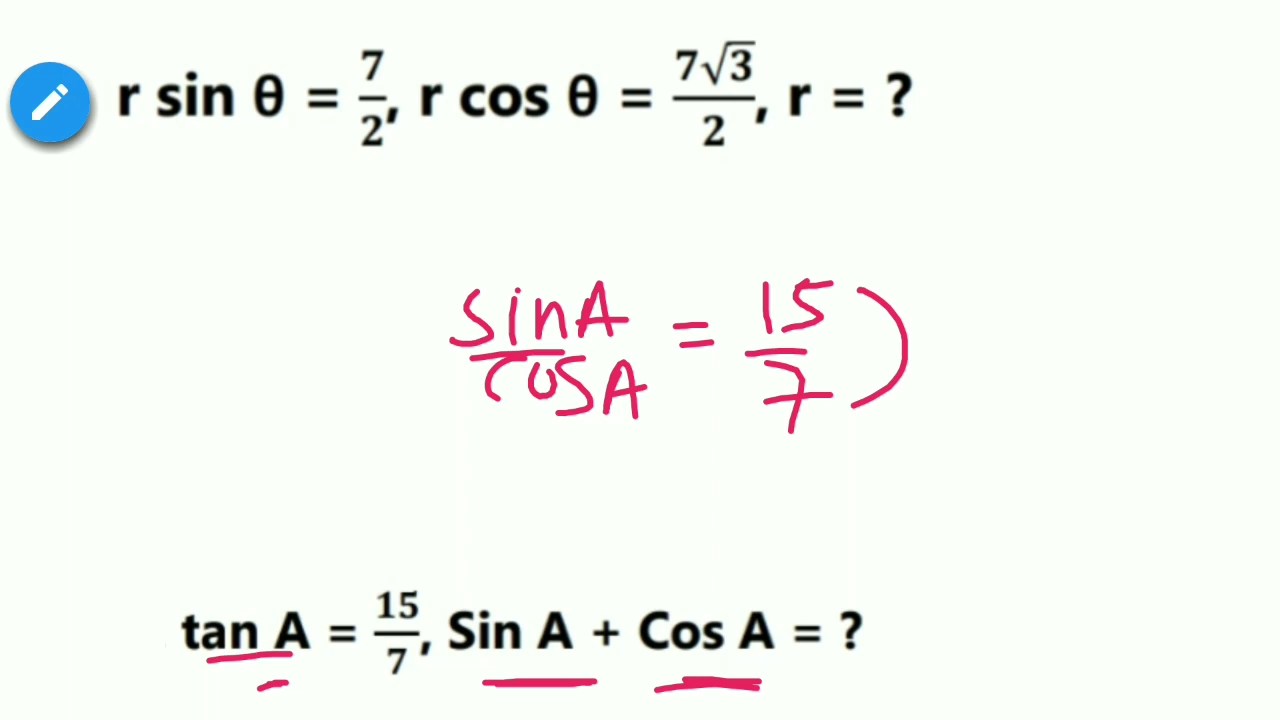 r sin θ = 7/2, r cos θ = 7√3/2, r = ?
sinA/cosA = 15/7)
tan A = 15/7, Sin A + Cos A = ?